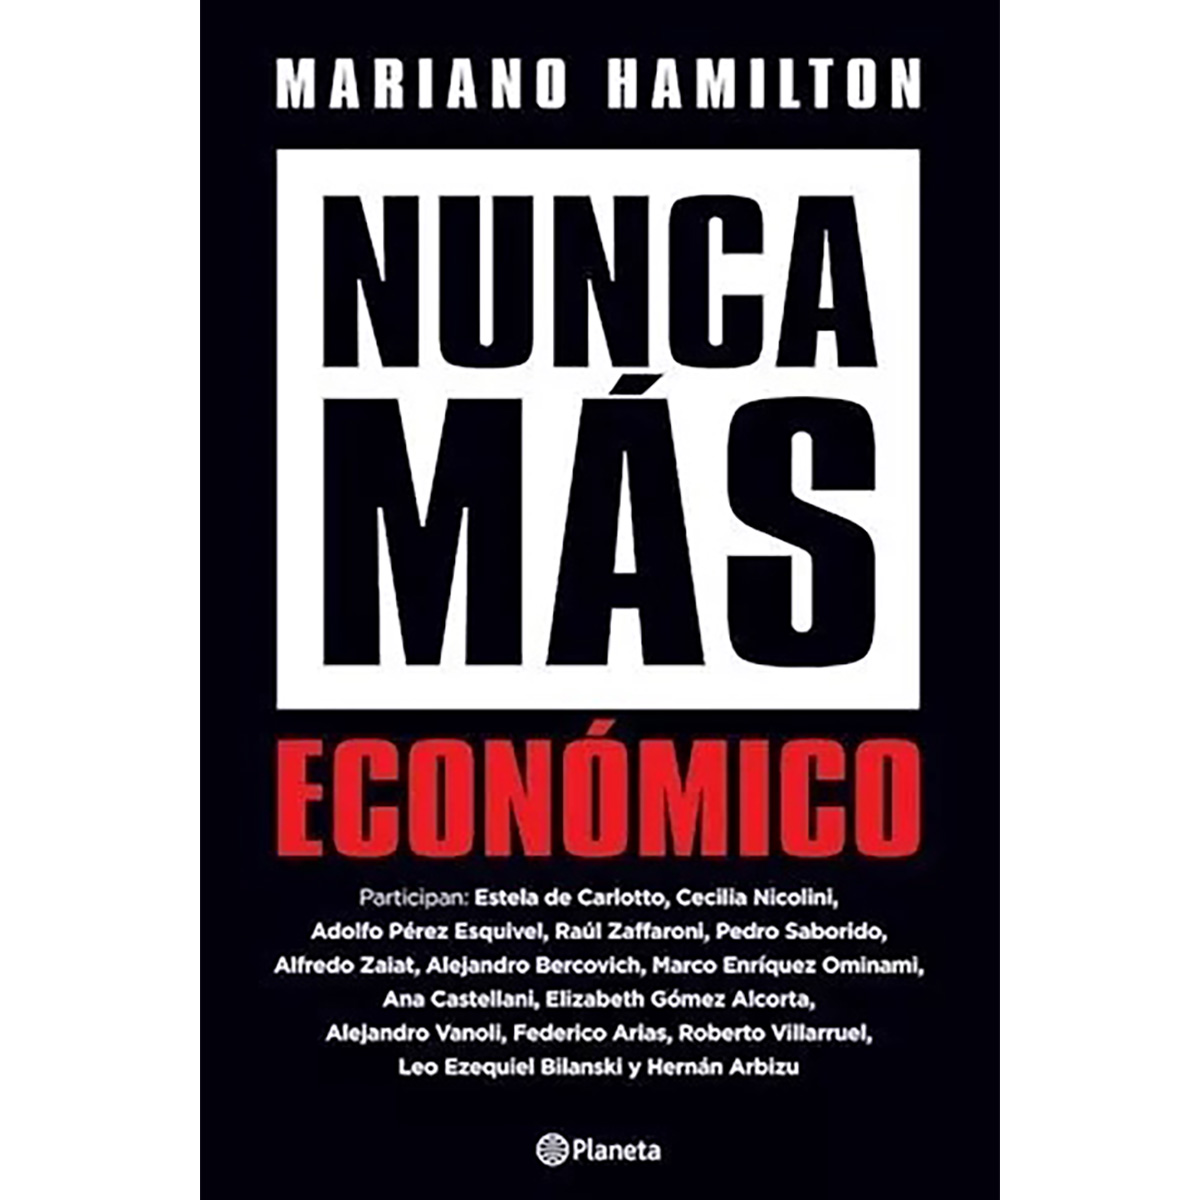 MARIANO HAMILTON
NUNCA
MÁS
ECONÓMICO
Participan: Estela de Carlotto, Cecilia Nicolini,
Adolfo Pérez Esquivel, Raúl Zaffaroni, Pedro Saborido,
Alfredo Zaiat, Alejandro Bercovich, Marco Enríquez Ominami,
Ana Castellani, Elizabeth Gómez Alcorta,
Alejandro Vanoli, Federico Arias, Roberto Villarruel,
Leo Ezequiel Bilanski y Hernán Arbizu
Planeta